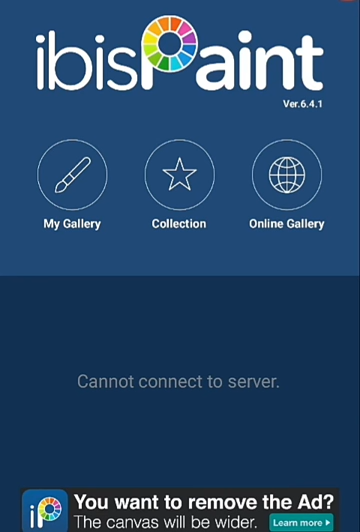 ibisPaint
Ver.6.4.1
My Gallery
Collection
Online Gallery
Cannot connect to server.
iP
You want to remove the Ad?
The canvas will be wider.
Learn more